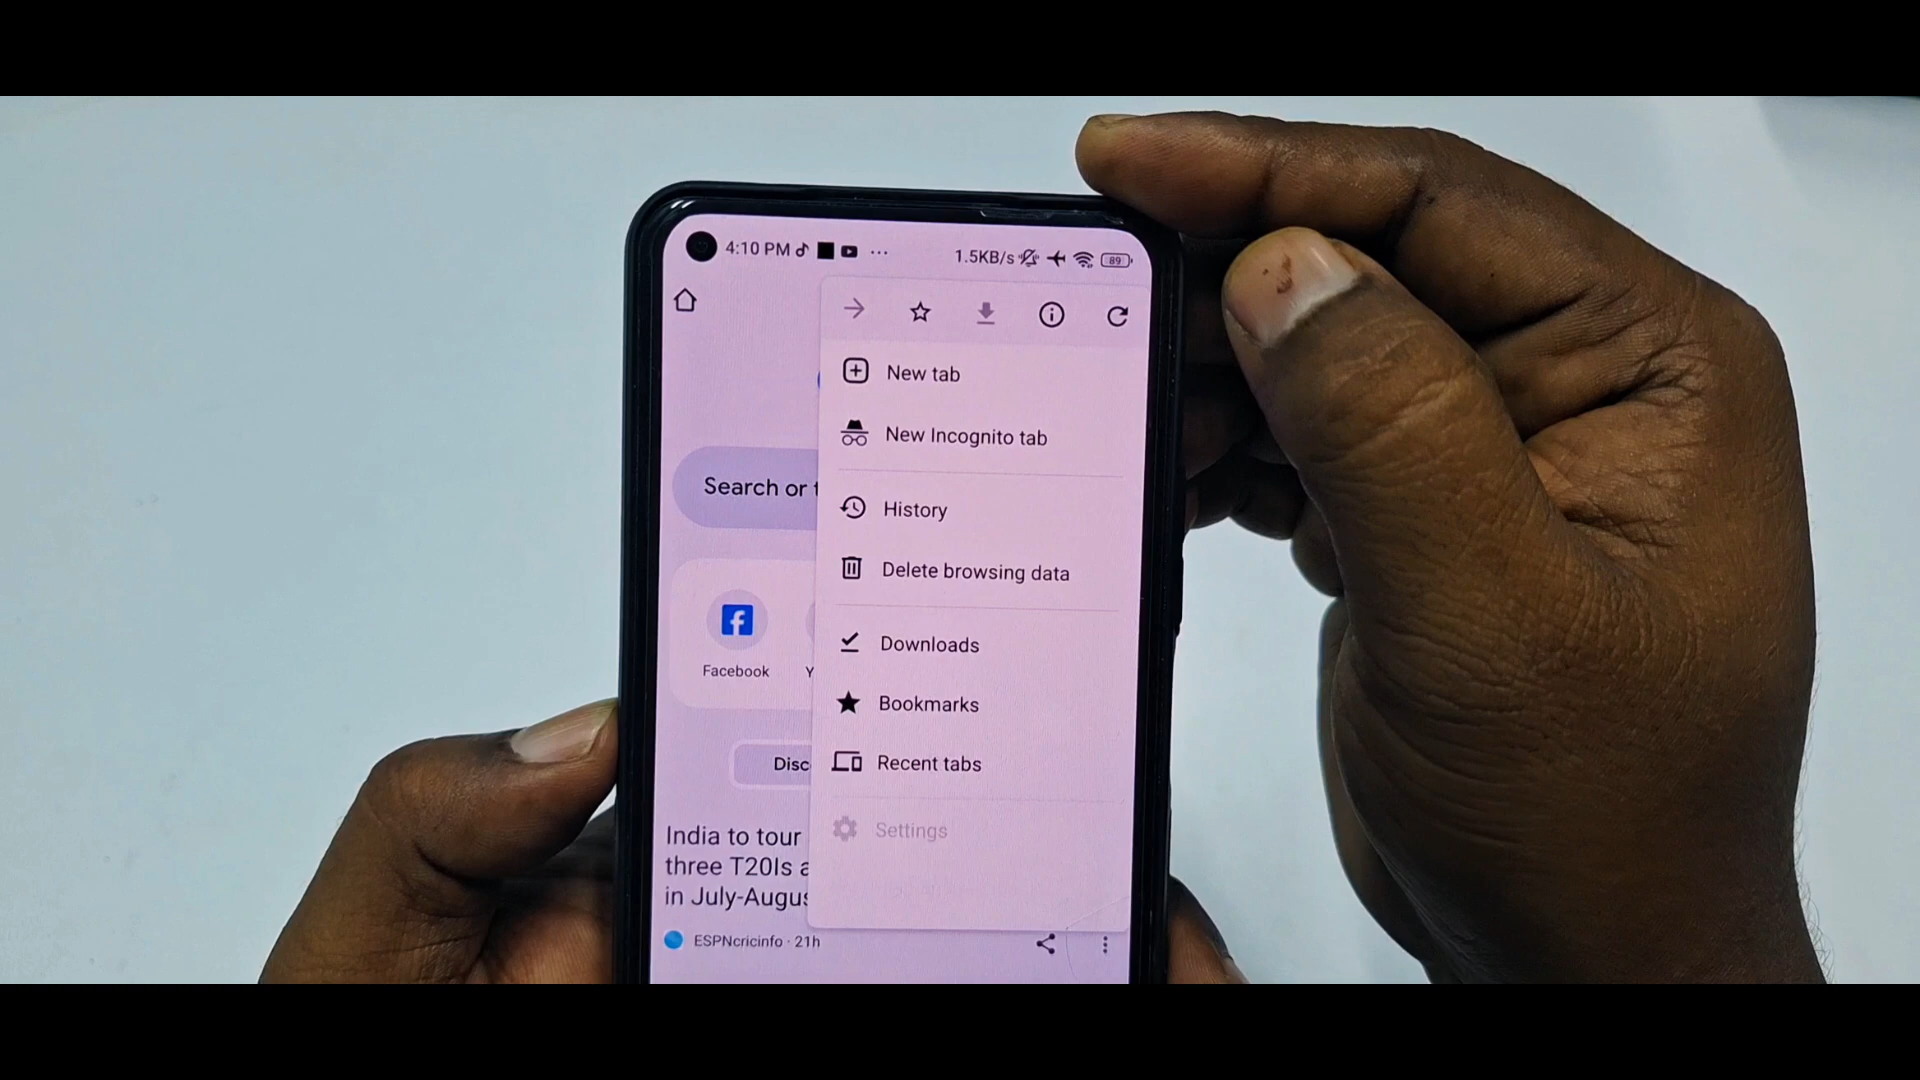 4:10 PM
1.5KB/s 89
New tab
New Incognito tab
Search or t
History
Delete browsing data
Facebook
Y
Downloads
Bookmarks
Disc
Recent tabs
Settings
India to tour
three T20Is a
in July-Augus
ESPNcricinfo · 21h